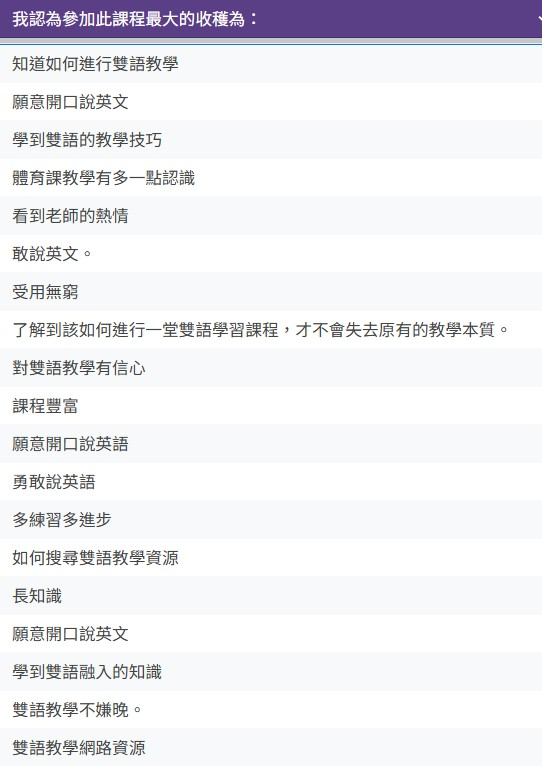 我認為參加此課程最大的收穫為：
知道如何進行雙語教學
願意開口說英文
學到雙語的教學技巧
體育課教學有多一點認識
看到老師的熱情
敢說英文。
受用無窮
了解到該如何進行一堂雙語學習課程，才不會失去原有的教學本質。
對雙語教學有信心
課程豐富
願意開口說英語
勇敢說英語
多練習多進步
如何搜尋雙語教學資源
長知識
願意開口說英文
學到雙語融入的知識
雙語教學不嫌晚。
雙語教學網路資源